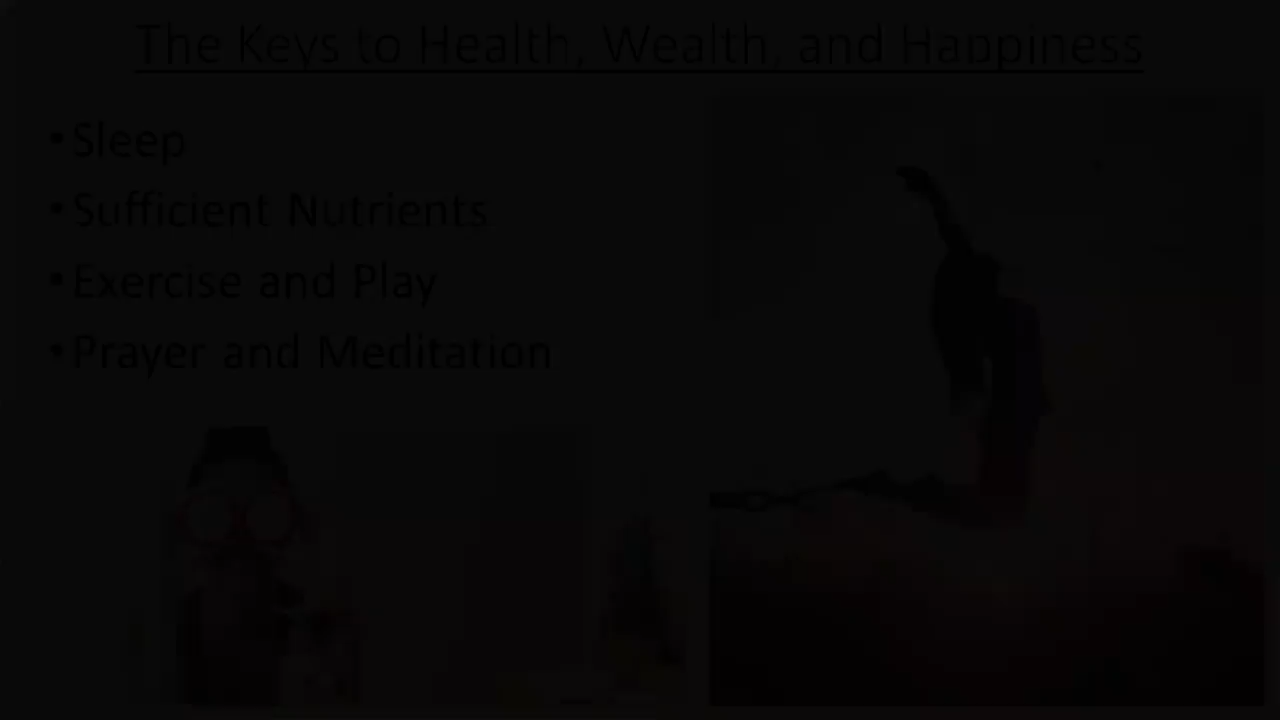 The Keys to Health, Wealth, and Happiness
•Sleep
•Sufficient Nutrients
•Exercise and Play
•Prayer and Meditation